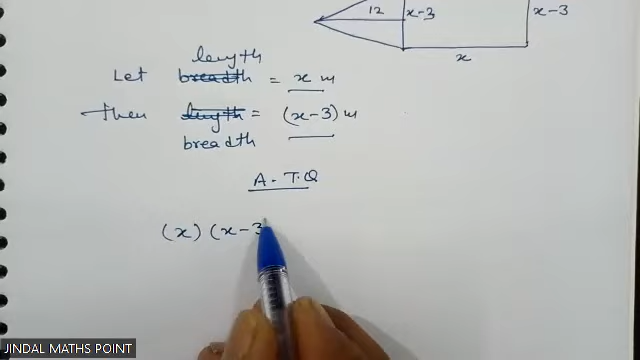 12
x-3
x-3
x
length
Let breadth = x m
Then length = (x-3) m
breadth
A.T.Q
(x) (x-3
JINDAL MATHS POINT